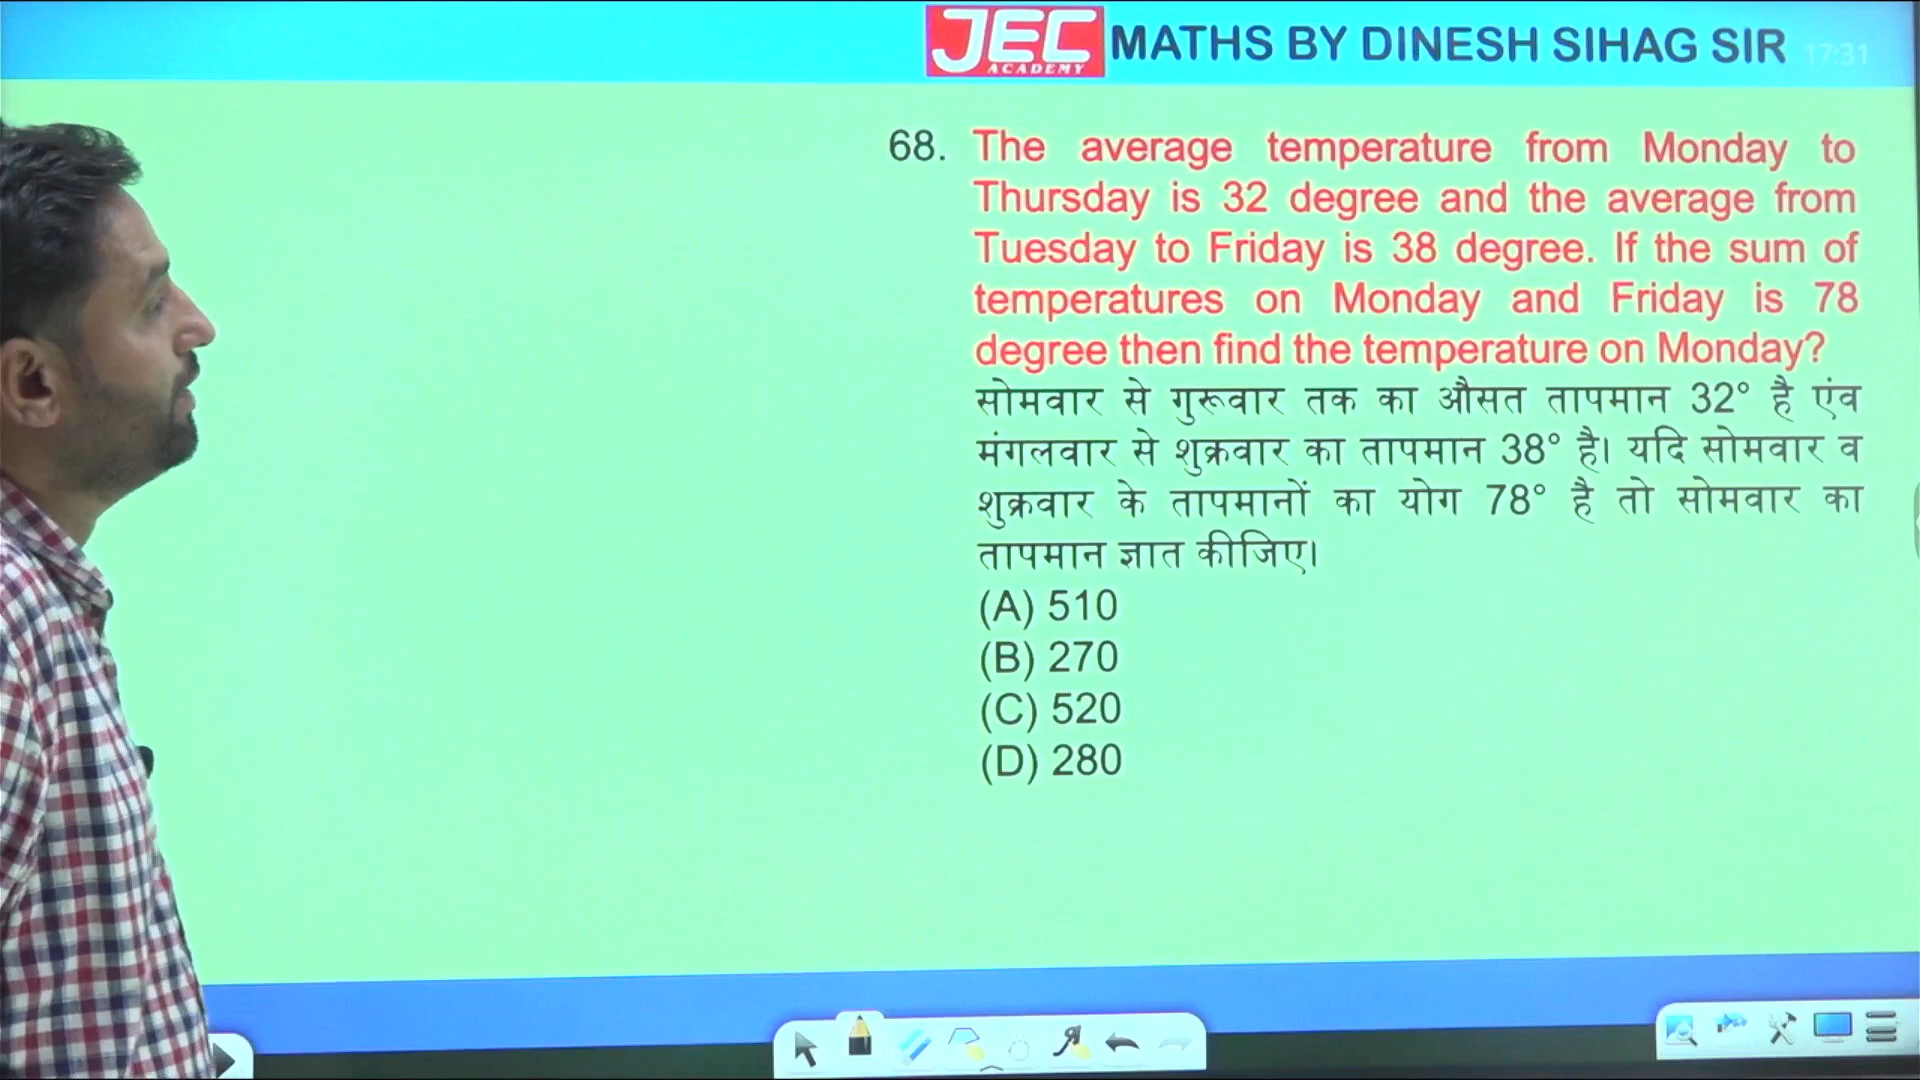 JEC
ACADEMY
MATHS BY DINESH SIHAG SIR
17:31
68. The average temperature from Monday to
Thursday is 32 degree and the average from
Tuesday to Friday is 38 degree. If the sum of
temperatures on Monday and Friday is 78
degree then find the temperature on Monday?
सोमवार से गुरूवार तक का औसत तापमान 32° है एंव
मंगलवार से शुक्रवार का तापमान 38° है। यदि सोमवार व
शुक्रवार के तापमानों का योग 78° है तो सोमवार का
तापमान ज्ञात कीजिए।
(A) 510
(B) 270
(C) 520
(D) 280